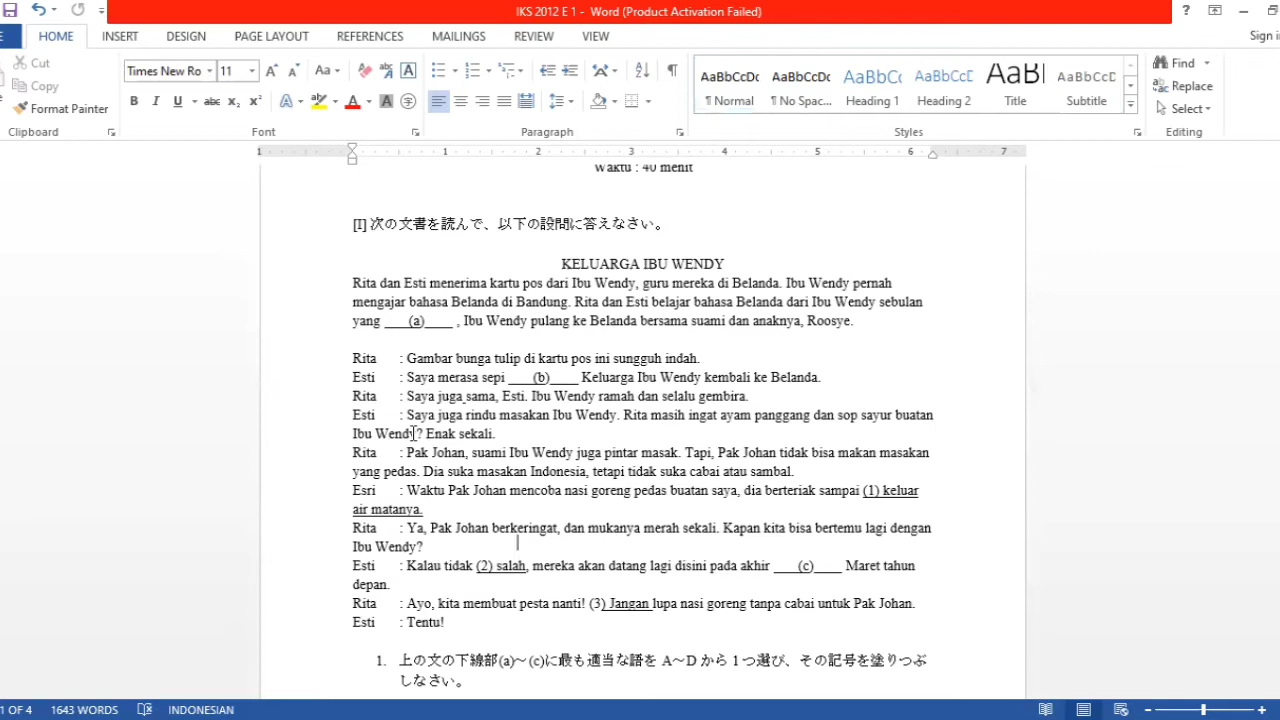 IKS 2012 E 1 - Word (Product Activation Failed)
HOME INSERT DESIGN PAGE LAYOUT REFERENCES MAILINGS REVIEW VIEW Sign i
Cut
Copy
Format Painter
Clipboard
Times New Ro 11
Font
Paragraph
AaBbCcDc AaBbCcDc AaBbCc AaBbCcD AaB AaBbCcD
¶ Normal ¶ No Spac... Heading 1 Heading 2 Title Subtitle
Styles
Find
Replace
Select
Editing
1 1 2 3 4 5 6 7
Waktu : 40 menit
[I] 次の文書を読んで、以下の設問に答えなさい。
KELUARGA IBU WENDY
Rita dan Esti menerima kartu pos dari Ibu Wendy, guru mereka di Belanda. Ibu Wendy pernah
mengajar bahasa Belanda di Bandung. Rita dan Esti belajar bahasa Belanda dari Ibu Wendy sebulan
yang ____(a)____ , Ibu Wendy pulang ke Belanda bersama suami dan anaknya, Roosye.
Rita : Gambar bunga tulip di kartu pos ini sungguh indah.
Esti : Saya merasa sepi ____(b)____ Keluarga Ibu Wendy kembali ke Belanda.
Rita : Saya juga sama, Esti. Ibu Wendy ramah dan selalu gembira.
Esti : Saya juga rindu masakan Ibu Wendy. Rita masih ingat ayam panggang dan sop sayur buatan
Ibu Wendy? Enak sekali.
Rita : Pak Johan, suami Ibu Wendy juga pintar masak. Tapi, Pak Johan tidak bisa makan masakan
yang pedas. Dia suka masakan Indonesia, tetapi tidak suka cabai atau sambal.
Esri : Waktu Pak Johan mencoba nasi goreng pedas buatan saya, dia berteriak sampai (1) keluar
air matanya.
Rita : Ya, Pak Johan berkeringat, dan mukanya merah sekali. Kapan kita bisa bertemu lagi dengan
Ibu Wendy?
Esti : Kalau tidak (2) salah, mereka akan datang lagi disini pada akhir ____(c)____ Maret tahun
depan.
Rita : Ayo, kita membuat pesta nanti! (3) Jangan lupa nasi goreng tanpa cabai untuk Pak Johan.
Esti : Tentu!
1. 上の文の下線部(a)～(c)に最も適当な語を A～D から 1 つ選び、その記号を塗りつぶ
しなさい。
1 OF 4 1643 WORDS INDONESIAN